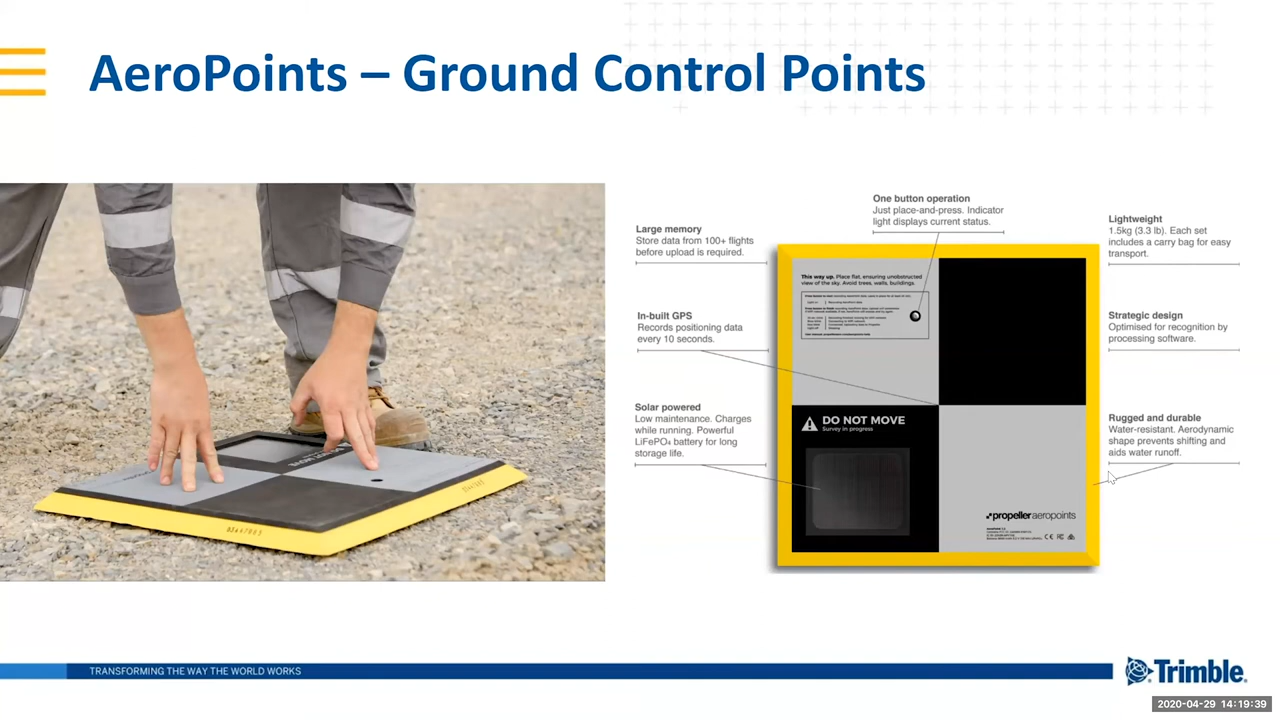 AeroPoints – Ground Control Points
One button operation
Just place-and-press. Indicator
light displays current status.
Large memory
Store data from 100+ flights
before upload is required.
In-built GPS
Records positioning data
every 10 seconds.
Solar powered
Low maintenance. Charges
while running. Powerful
LiFePO₄ battery for long
storage life.
Lightweight
1.5kg (3.3 lb). Each set
includes a carry bag for easy
transport.
Strategic design
Optimised for recognition by
processing software.
Rugged and durable
Water-resistant. Aerodynamic
shape prevents shifting and
aids water runoff.
This way up. Place flat, ensuring unobstructed
view of the sky. Avoid trees, walls, buildings.
DO NOT MOVE
Survey in progress
propelleraeropoints
DO NOT MOVE
TRANSFORMING THE WAY THE WORLD WORKS
Trimble
2020-04-29 14:19:39